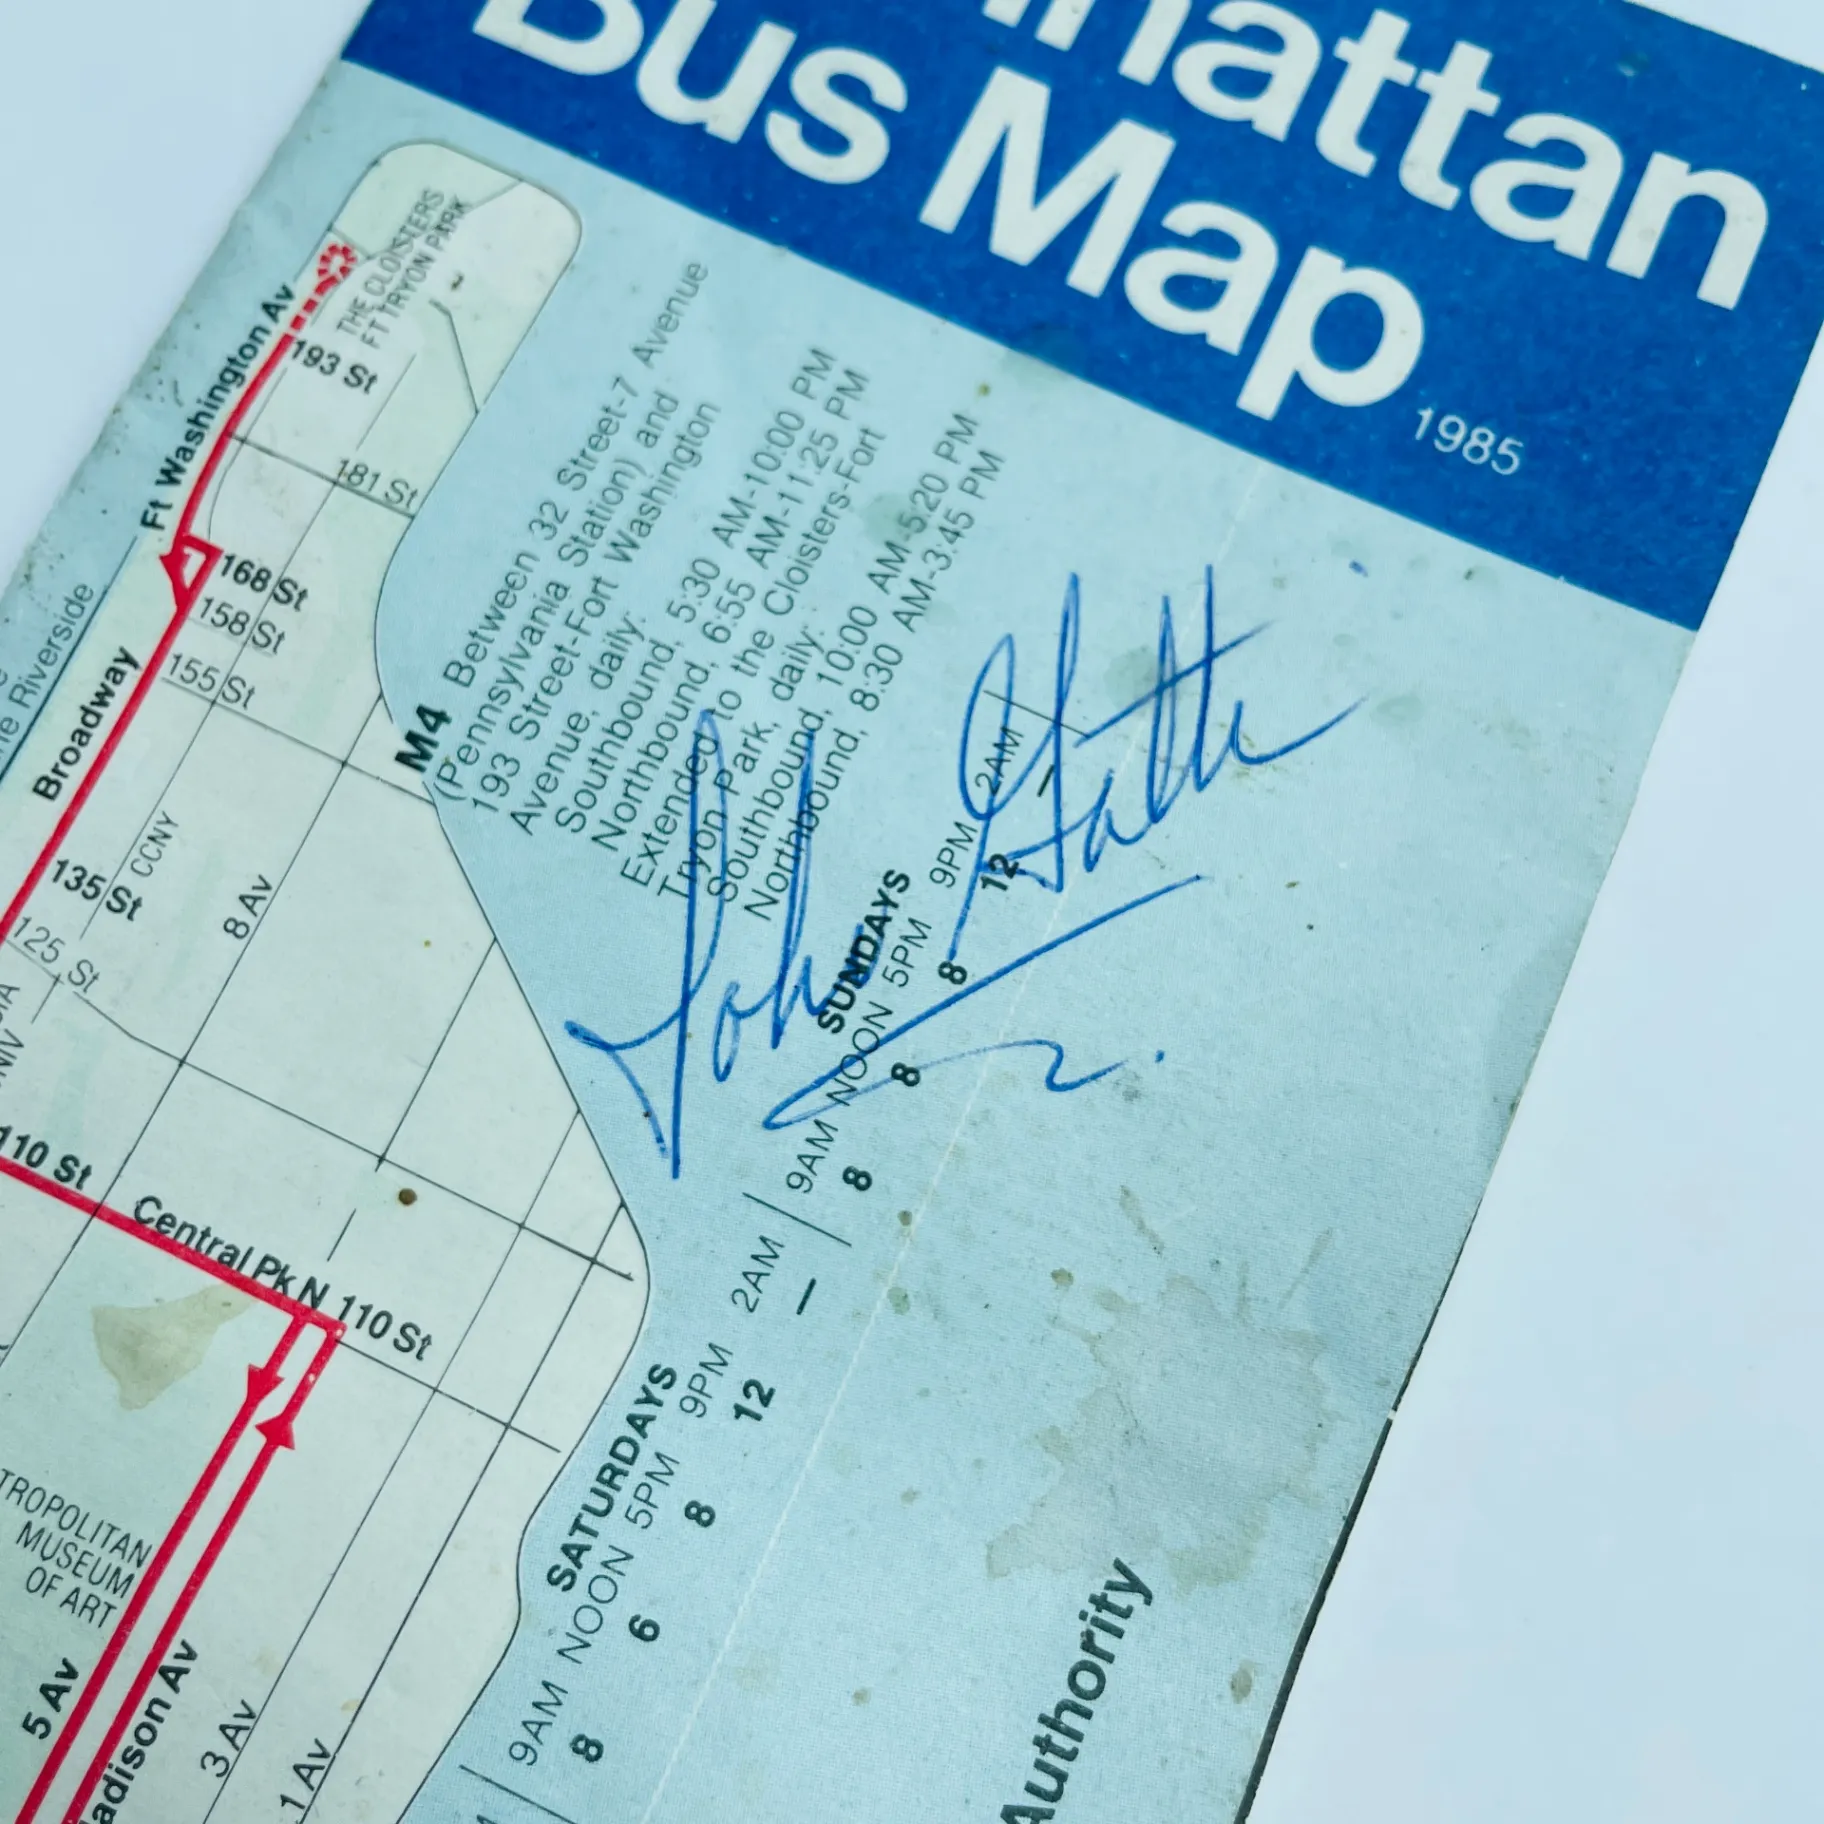 hattan
Bus Map
1985
THE CLOISTERS
FT TRYON PARK
Ft Washington Av
193 St
181 St
168 St
158 St
155 St
Riverside
Broadway
135 St
CCNY
8 Av
125 St
110 St
Central Pk N
110 St
TROPOLITAN
MUSEUM
OF ART
5 Av
adison Av
3 Av
1 Av
M4 Between 32 Street-7 Avenue
(Pennsylvania Station) and
193 Street-Fort Washington
Avenue, daily:
Southbound, 5:30 AM-10:00 PM
Northbound, 6:55 AM-11:25 PM
Extended to the Cloisters-Fort
Tryon Park, daily:
Southbound, 10:00 AM-5:20 PM
Northbound, 8:30 AM-3:45 PM
John Gotti
SUNDAYS
9AM NOON 5PM 9PM 2AM
8 8 8 12 –
SATURDAYS
9AM NOON 5PM 9PM 2AM
8 6 8 12 –
Authority